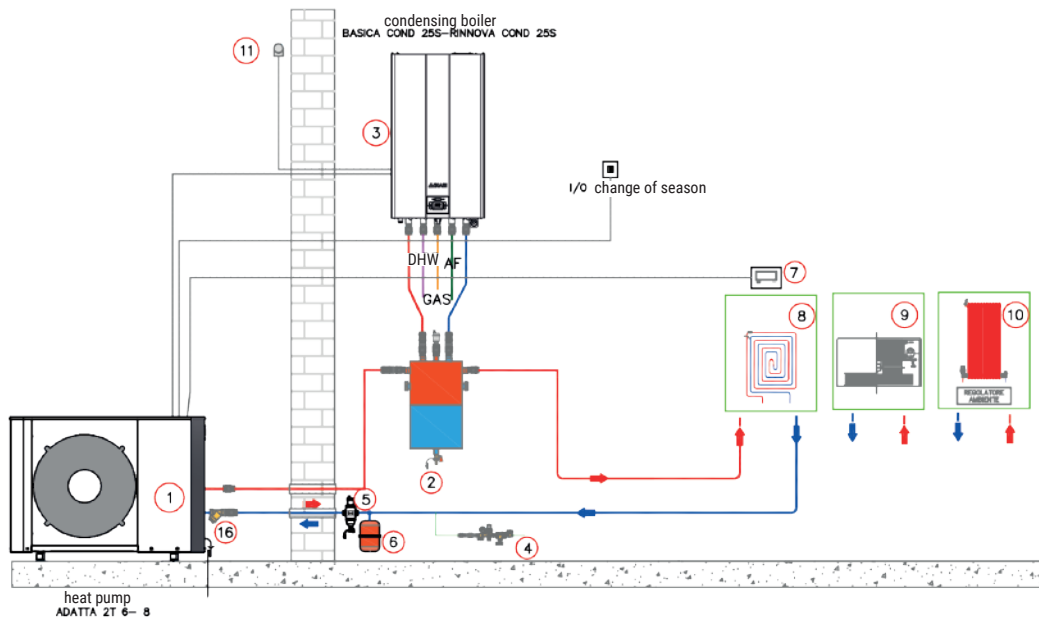 condensing boiler
BASICA COND 25S-RINNOVA COND 25S
11
3
I/0 change of season
DHW AF
GAS
7
8
9
10
REGOLATORE
AMBIENTE
1
2
5
16
6
4
heat pump
ADATTA 2T 6- 8